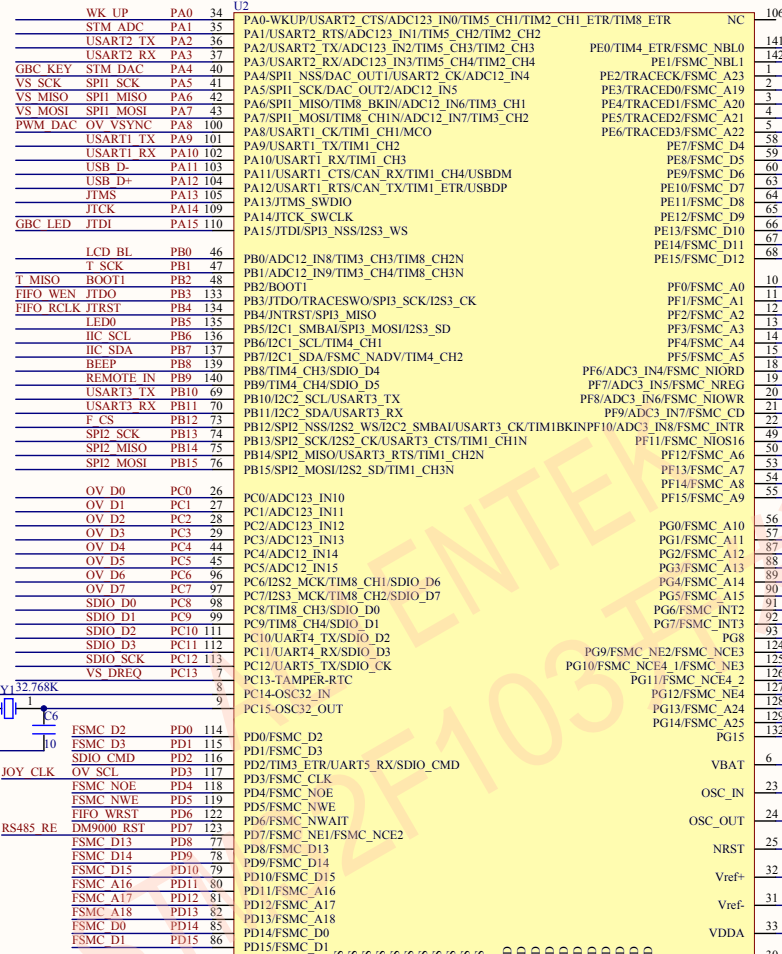 U2
WK_UP PA0 34 PA0-WKUP/USART2_CTS/ADC123_IN0/TIM5_CH1/TIM2_CH1_ETR/TIM8_ETR NC 106
STM_ADC PA1 35 PA1/USART2_RTS/ADC123_IN1/TIM5_CH2/TIM2_CH2
USART2_TX PA2 36 PA2/USART2_TX/ADC123_IN2/TIM5_CH3/TIM2_CH3 PE0/TIM4_ETR/FSMC_NBL0 141
USART2_RX PA3 37 PA3/USART2_RX/ADC123_IN3/TIM5_CH4/TIM2_CH4 PE1/FSMC_NBL1 142
GBC_KEY STM_DAC PA4 40 PA4/SPI1_NSS/DAC_OUT1/USART2_CK/ADC12_IN4 PE2/TRACECK/FSMC_A23 1
VS_SCK SPI1_SCK PA5 41 PA5/SPI1_SCK/DAC_OUT2/ADC12_IN5 PE3/TRACED0/FSMC_A19 2
VS_MISO SPI1_MISO PA6 42 PA6/SPI1_MISO/TIM8_BKIN/ADC12_IN6/TIM3_CH1 PE4/TRACED1/FSMC_A20 3
VS_MOSI SPI1_MOSI PA7 43 PA7/SPI1_MOSI/TIM8_CH1N/ADC12_IN7/TIM3_CH2 PE5/TRACED2/FSMC_A21 4
PWM_DAC OV_VSYNC PA8 100 PA8/USART1_CK/TIM1_CH1/MCO PE6/TRACED3/FSMC_A22 5
USART1_TX PA9 101 PA9/USART1_TX/TIM1_CH2 PE7/FSMC_D4 58
USART1_RX PA10 102 PA10/USART1_RX/TIM1_CH3 PE8/FSMC_D5 59
USB_D- PA11 103 PA11/USART1_CTS/CAN_RX/TIM1_CH4/USBDM PE9/FSMC_D6 60
USB_D+ PA12 104 PA12/USART1_RTS/CAN_TX/TIM1_ETR/USBDP PE10/FSMC_D7 63
JTMS PA13 105 PA13/JTMS_SWDIO PE11/FSMC_D8 64
JTCK PA14 109 PA14/JTCK_SWCLK PE12/FSMC_D9 65
GBC_LED JTDI PA15 110 PA15/JTDI/SPI3_NSS/I2S3_WS PE13/FSMC_D10 66
PE14/FSMC_D11 67
LCD_BL PB0 46 PB0/ADC12_IN8/TIM3_CH3/TIM8_CH2N PE15/FSMC_D12 68
T_SCK PB1 47 PB1/ADC12_IN9/TIM3_CH4/TIM8_CH3N
T_MISO BOOT1 PB2 48 PB2/BOOT1 PF0/FSMC_A0 10
FIFO_WEN JTDO PB3 133 PB3/JTDO/TRACESWO/SPI3_SCK/I2S3_CK PF1/FSMC_A1 11
FIFO_RCLK JTRST PB4 134 PB4/JNTRST/SPI3_MISO PF2/FSMC_A2 12
LED0 PB5 135 PB5/I2C1_SMBAI/SPI3_MOSI/I2S3_SD PF3/FSMC_A3 13
IIC_SCL PB6 136 PB6/I2C1_SCL/TIM4_CH1 PF4/FSMC_A4 14
IIC_SDA PB7 137 PB7/I2C1_SDA/FSMC_NADV/TIM4_CH2 PF5/FSMC_A5 15
BEEP PB8 139 PB8/TIM4_CH3/SDIO_D4 PF6/ADC3_IN4/FSMC_NIORD 18
REMOTE_IN PB9 140 PB9/TIM4_CH4/SDIO_D5 PF7/ADC3_IN5/FSMC_NREG 19
USART3_TX PB10 69 PB10/I2C2_SCL/USART3_TX PF8/ADC3_IN6/FSMC_NIOWR 20
USART3_RX PB11 70 PB11/I2C2_SDA/USART3_RX PF9/ADC3_IN7/FSMC_CD 21
F_CS PB12 73 PB12/SPI2_NSS/I2S2_WS/I2C2_SMBAI/USART3_CK/TIM1BKIN PF10/ADC3_IN8/FSMC_INTR 22
SPI2_SCK PB13 74 PB13/SPI2_SCK/I2S2_CK/USART3_CTS/TIM1_CH1N PF11/FSMC_NIOS16 49
SPI2_MISO PB14 75 PB14/SPI2_MISO/USART3_RTS/TIM1_CH2N PF12/FSMC_A6 50
SPI2_MOSI PB15 76 PB15/SPI2_MOSI/I2S2_SD/TIM1_CH3N PF13/FSMC_A7 53
PF14/FSMC_A8 54
OV_D0 PC0 26 PC0/ADC123_IN10 PF15/FSMC_A9 55
OV_D1 PC1 27 PC1/ADC123_IN11
OV_D2 PC2 28 PC2/ADC123_IN12 PG0/FSMC_A10 56
OV_D3 PC3 29 PC3/ADC123_IN13 PG1/FSMC_A11 57
OV_D4 PC4 44 PC4/ADC12_IN14 PG2/FSMC_A12 87
OV_D5 PC5 45 PC5/ADC12_IN15 PG3/FSMC_A13 88
OV_D6 PC6 96 PC6/I2S2_MCK/TIM8_CH1/SDIO_D6 PG4/FSMC_A14 89
OV_D7 PC7 97 PC7/I2S3_MCK/TIM8_CH2/SDIO_D7 PG5/FSMC_A15 90
SDIO_D0 PC8 98 PC8/TIM8_CH3/SDIO_D0 PG6/FSMC_INT2 91
SDIO_D1 PC9 99 PC9/TIM8_CH4/SDIO_D1 PG7/FSMC_INT3 92
SDIO_D2 PC10 111 PC10/UART4_TX/SDIO_D2 PG8 93
SDIO_D3 PC11 112 PC11/UART4_RX/SDIO_D3 PG9/FSMC_NE2/FSMC_NCE3 124
SDIO_SCK PC12 113 PC12/UART5_TX/SDIO_CK PG10/FSMC_NCE4_1/FSMC_NE3 125
VS_DREQ PC13 7 PC13-TAMPER-RTC PG11/FSMC_NCE4_2 126
Y1 32.768K 8 PC14-OSC32_IN PG12/FSMC_NE4 127
1 9 PC15-OSC32_OUT PG13/FSMC_A24 128
C6 PG14/FSMC_A25 129
FSMC_D2 PD0 114 PD0/FSMC_D2 PG15 132
10 FSMC_D3 PD1 115 PD1/FSMC_D3
SDIO_CMD PD2 116 PD2/TIM3_ETR/UART5_RX/SDIO_CMD VBAT 6
JOY_CLK OV_SCL PD3 117 PD3/FSMC_CLK
FSMC_NOE PD4 118 PD4/FSMC_NOE OSC_IN 23
FSMC_NWE PD5 119 PD5/FSMC_NWE
FIFO_WRST PD6 122 PD6/FSMC_NWAIT OSC_OUT 24
RS485_RE DM9000_RST PD7 123 PD7/FSMC_NE1/FSMC_NCE2
FSMC_D13 PD8 77 PD8/FSMC_D13 NRST 25
FSMC_D14 PD9 78 PD9/FSMC_D14
FSMC_D15 PD10 79 PD10/FSMC_D15 Vref+ 32
FSMC_A16 PD11 80 PD11/FSMC_A16
FSMC_A17 PD12 81 PD12/FSMC_A17 Vref- 31
FSMC_A18 PD13 82 PD13/FSMC_A18
FSMC_D0 PD14 85 PD14/FSMC_D0 VDDA 33
FSMC_D1 PD15 86 PD15/FSMC_D1